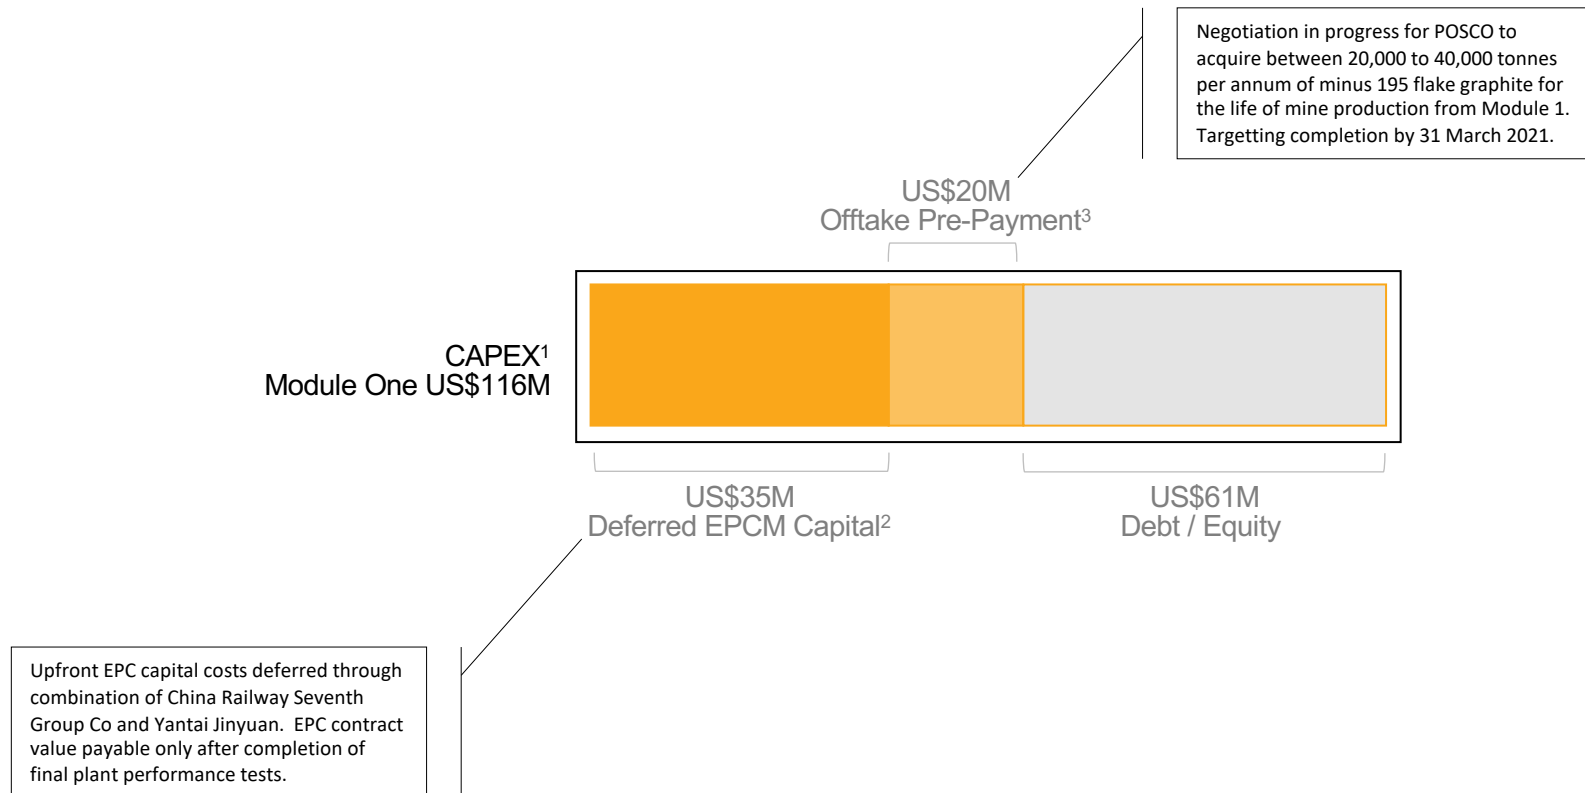 Negotiation in progress for POSCO to
acquire between 20,000 to 40,000 tonnes
per annum of minus 195 flake graphite for
the life of mine production from Module 1.
Targetting completion by 31 March 2021.
US$20M
Offtake Pre-Payment³
CAPEX¹
Module One US$116M
US$35M
Deferred EPCM Capital²
US$61M
Debt / Equity
Upfront EPC capital costs deferred through
combination of China Railway Seventh
Group Co and Yantai Jinyuan.  EPC contract
value payable only after completion of
final plant performance tests.